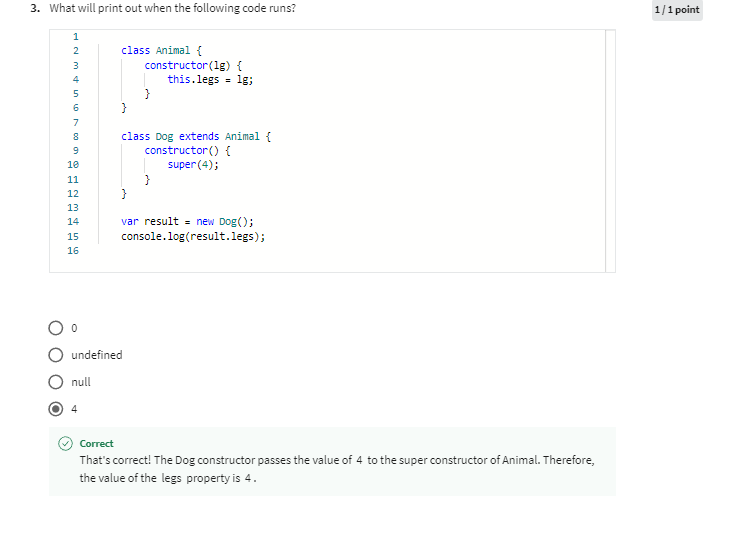 3. What will print out when the following code runs?
1 / 1 point
1
2 class Animal {
3 constructor(lg) {
4 this.legs = lg;
5 }
6 }
7
8 class Dog extends Animal {
9 constructor() {
10 super(4);
11 }
12 }
13
14 var result = new Dog();
15 console.log(result.legs);
16
0
undefined
null
4
Correct
That's correct! The Dog constructor passes the value of 4 to the super constructor of Animal. Therefore,
the value of the legs property is 4.